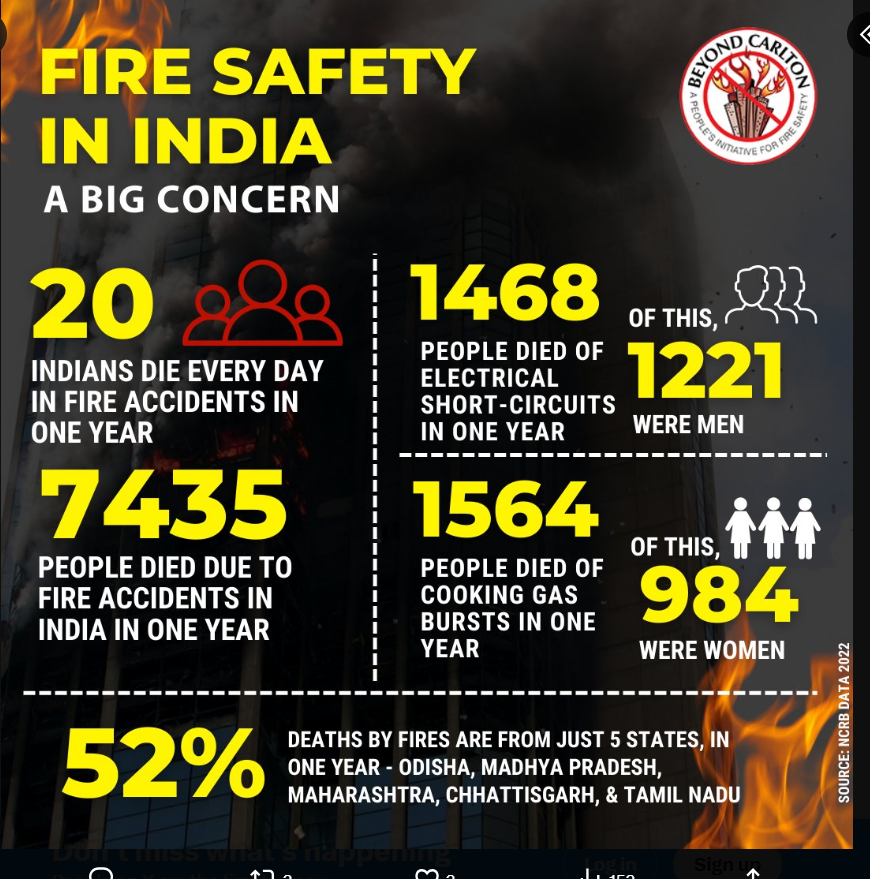 FIRE SAFETY
IN INDIA
A BIG CONCERN
BEYOND CARLTON
A PEOPLE'S INITIATIVE FOR FIRE SAFETY
20
INDIANS DIE EVERY DAY
IN FIRE ACCIDENTS IN
ONE YEAR
7435
PEOPLE DIED DUE TO
FIRE ACCIDENTS IN
INDIA IN ONE YEAR
1468
PEOPLE DIED OF
ELECTRICAL
SHORT-CIRCUITS
IN ONE YEAR
OF THIS,
1221
WERE MEN
1564
PEOPLE DIED OF
COOKING GAS
BURSTS IN ONE
YEAR
OF THIS,
984
WERE WOMEN
52%
DEATHS BY FIRES ARE FROM JUST 5 STATES, IN
ONE YEAR - ODISHA, MADHYA PRADESH,
MAHARASHTRA, CHHATTISGARH, & TAMIL NADU
SOURCE: NCRB DATA 2022
Don't miss what's happening
Log in
Sign up